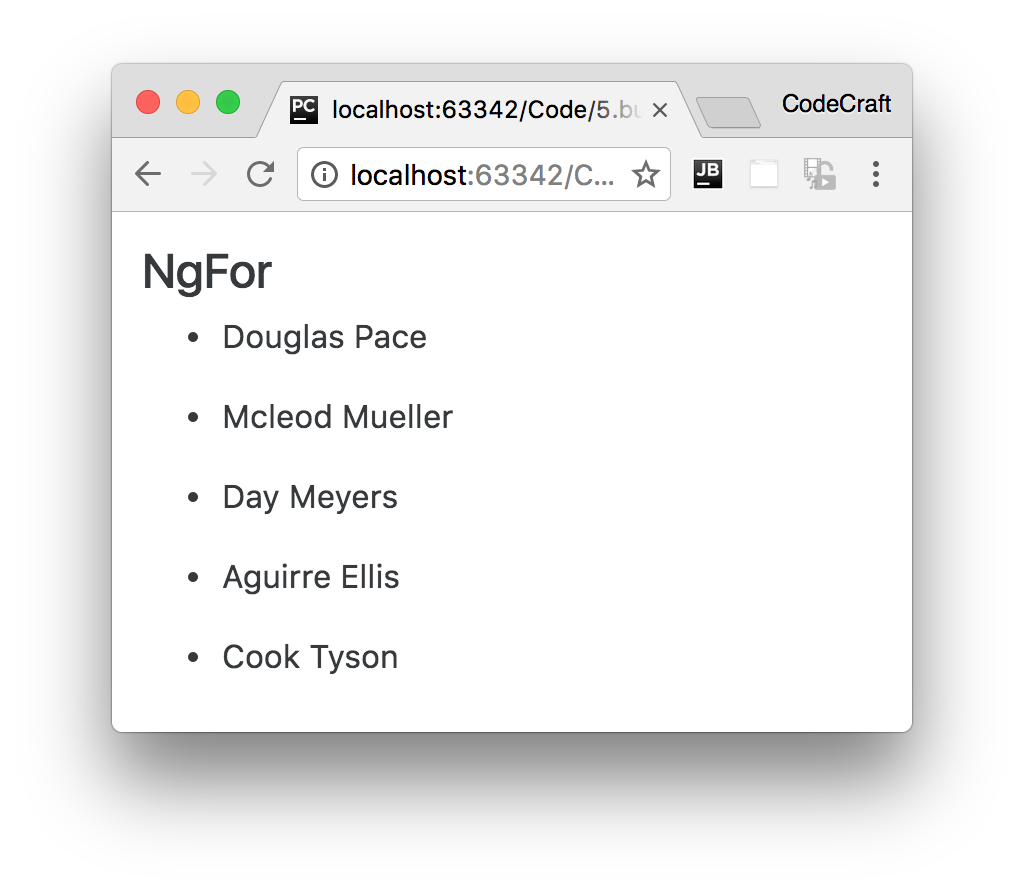 PC localhost:63342/Code/5.bu CodeCraft
localhost:63342/C... JB
NgFor
• Douglas Pace
• Mcleod Mueller
• Day Meyers
• Aguirre Ellis
• Cook Tyson